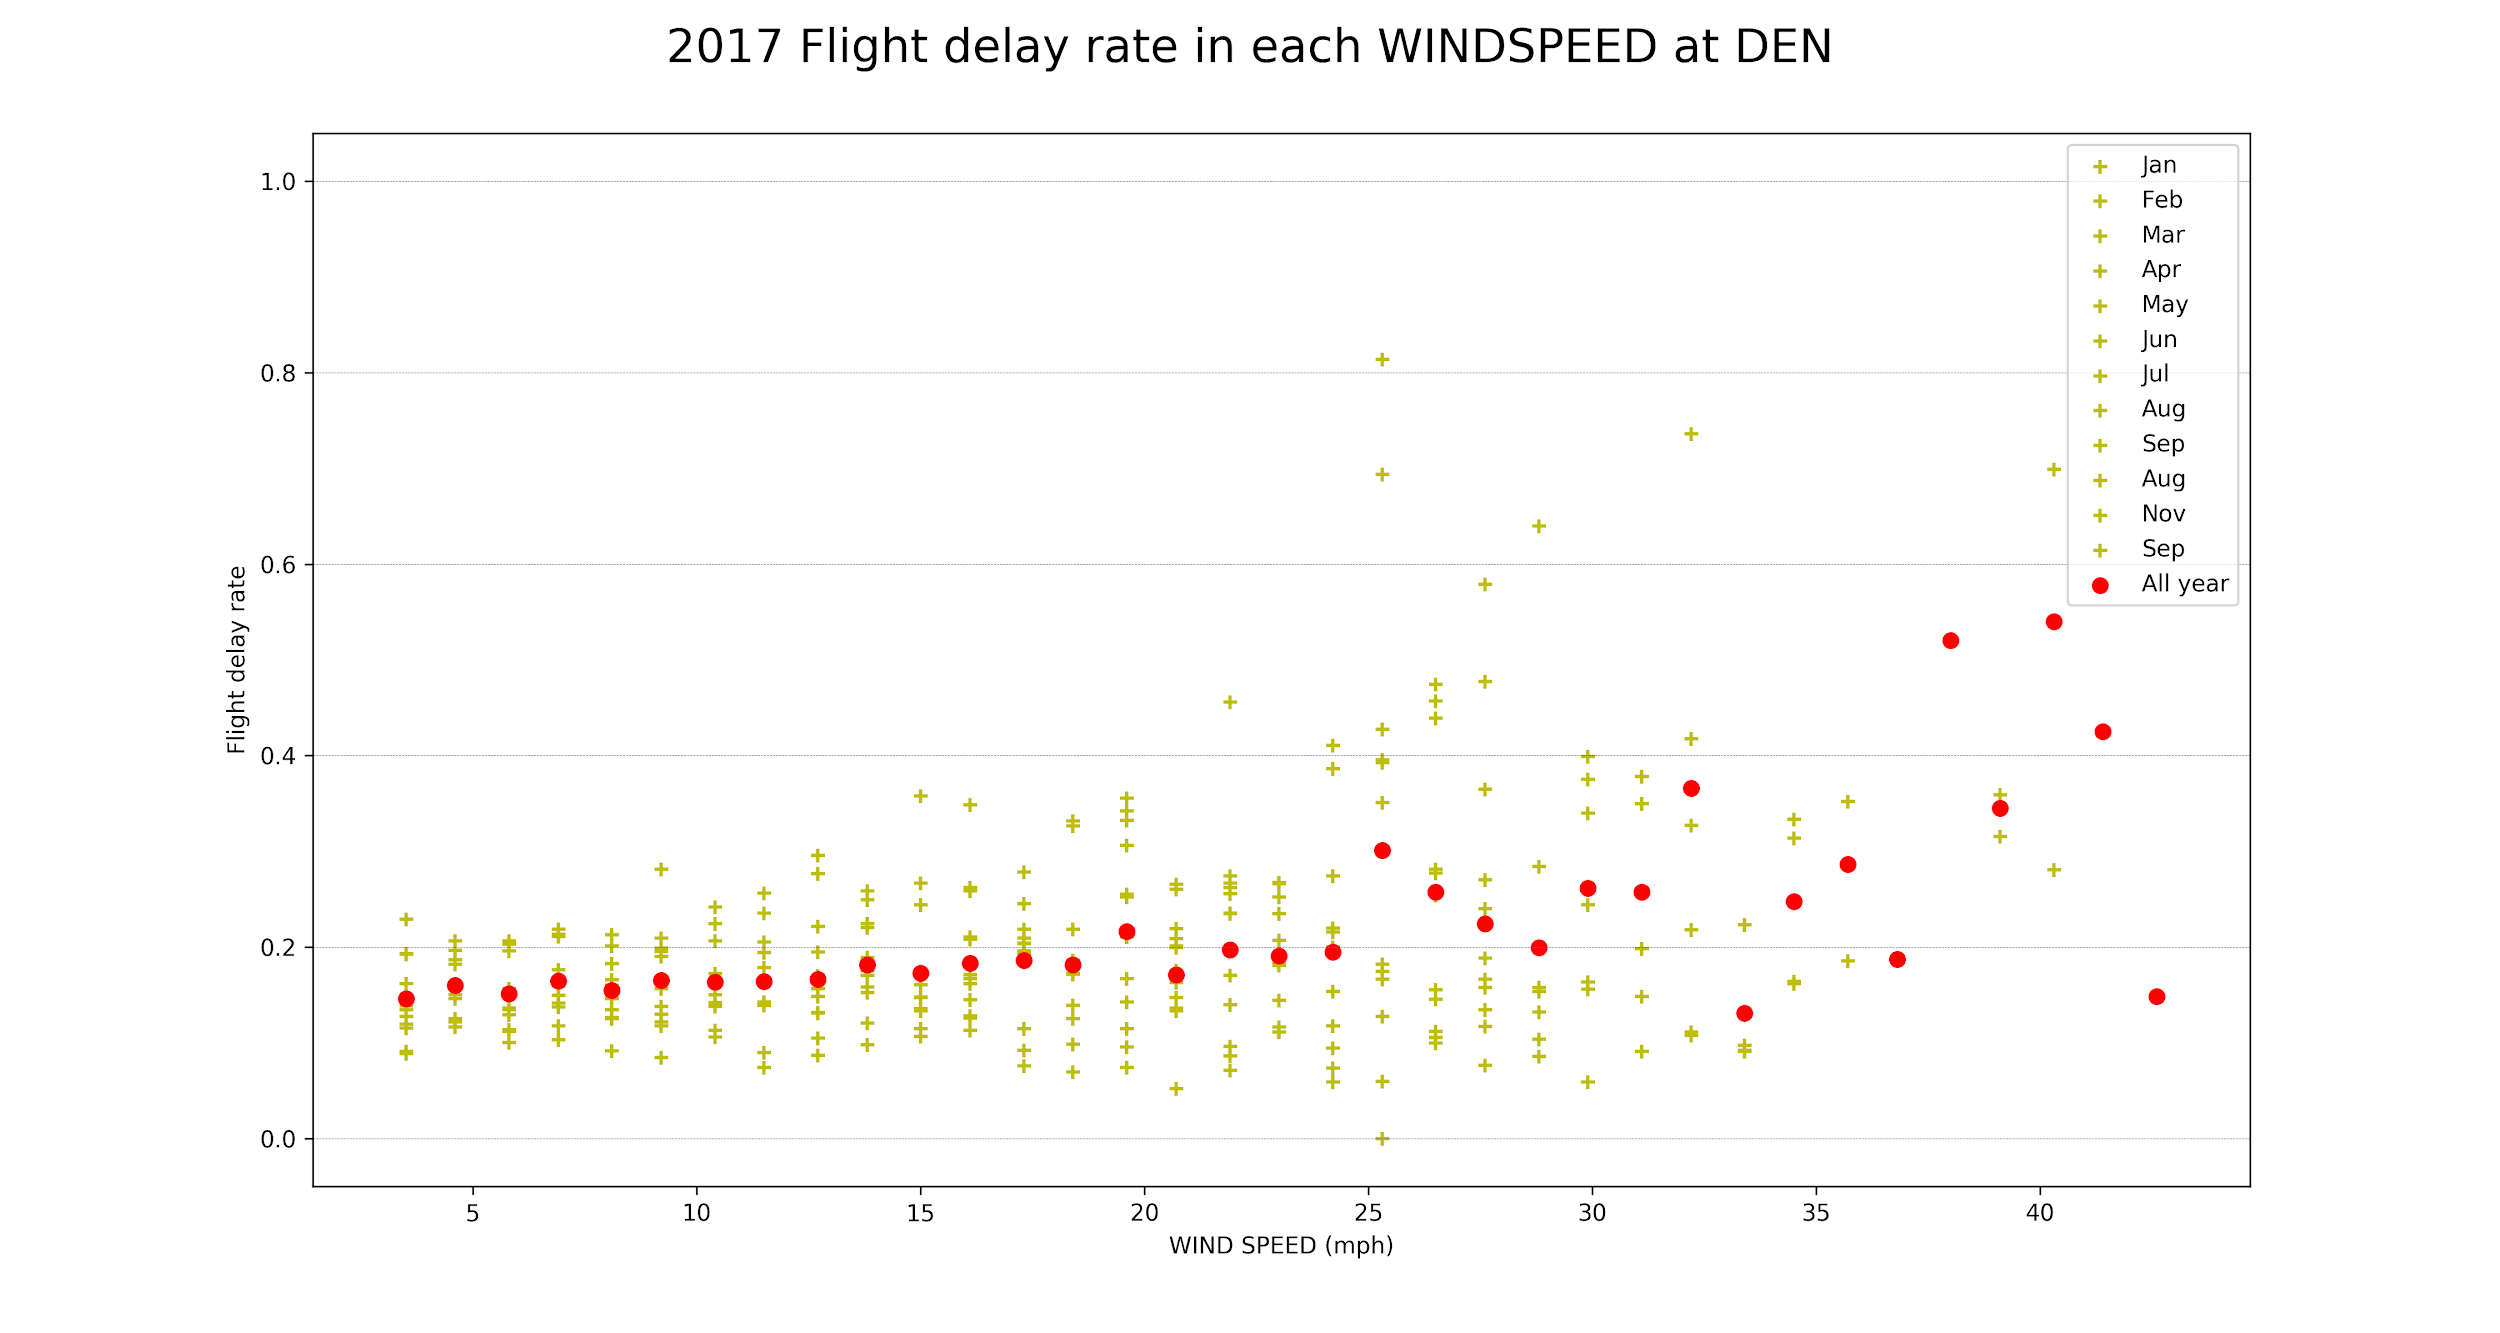 2017 Flight delay rate in each WINDSPEED at DEN
1.0
0.8
0.6
0.4
0.2
0.0
Flight delay rate
5 10 15 20 25 30 35 40
WIND SPEED (mph)
Jan
Feb
Mar
Apr
May
Jun
Jul
Aug
Sep
Aug
Nov
Sep
All year